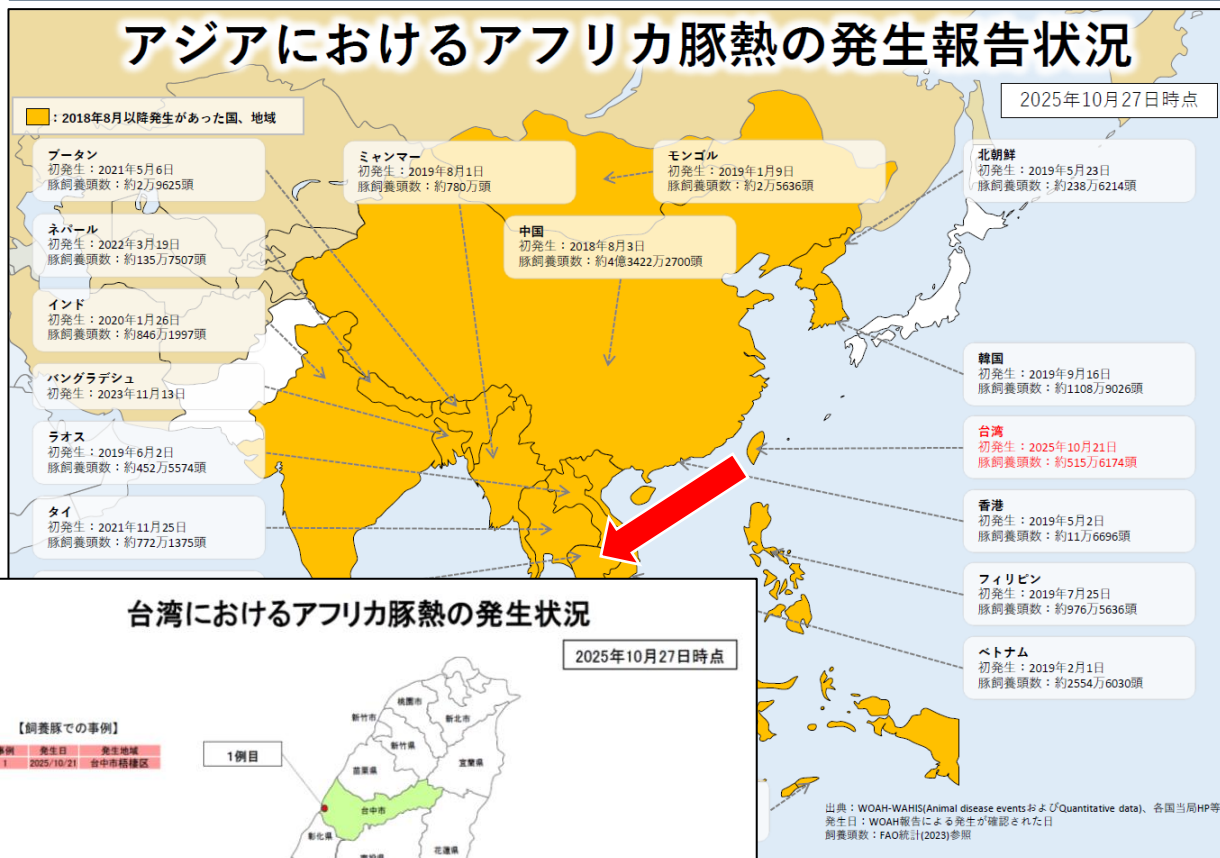 アジアにおけるアフリカ豚熱の発生報告状況
2025年10月27日時点
:2018年8月以降発生があった国、地域
ブータン
初発生：2021年5月6日
豚飼養頭数：約2万9625頭
ミャンマー
初発生：2019年8月1日
豚飼養頭数：約780万頭
モンゴル
初発生：2019年1月9日
豚飼養頭数：約2万5636頭
北朝鮮
初発生：2019年5月23日
豚飼養頭数：約238万6214頭
ネパール
初発生：2022年3月19日
豚飼養頭数：約135万7507頭
中国
初発生：2018年8月3日
豚飼養頭数：約4億3422万2700頭
インド
初発生：2020年1月26日
豚飼養頭数：約846万1997頭
韓国
初発生：2019年9月16日
豚飼養頭数：約1108万9026頭
バングラデシュ
初発生：2023年11月13日
台湾
初発生：2025年10月21日
豚飼養頭数：約515万6174頭
ラオス
初発生：2019年6月2日
豚飼養頭数：約452万5574頭
香港
初発生：2019年5月2日
豚飼養頭数：約11万6696頭
タイ
初発生：2021年11月25日
豚飼養頭数：約772万1375頭
フィリピン
初発生：2019年7月25日
豚飼養頭数：約976万5636頭
ベトナム
初発生：2019年2月1日
豚飼養頭数：約2554万6030頭
台湾におけるアフリカ豚熱の発生状況
2025年10月27日時点
【飼養豚での事例】
事例 発生日 発生地域
1 2025/10/21 台中市梧棲区
1例目
桃園市
新竹市
新北市
新竹県
宜蘭県
苗栗県
台中市
彰化県
花蓮県
出典：WOAH-WAHIS(Animal disease eventsおよびQuantitative data)、各国当局HP等
発生日：WOAH報告による発生が確認された日
飼養頭数：FAO統計(2023)参照